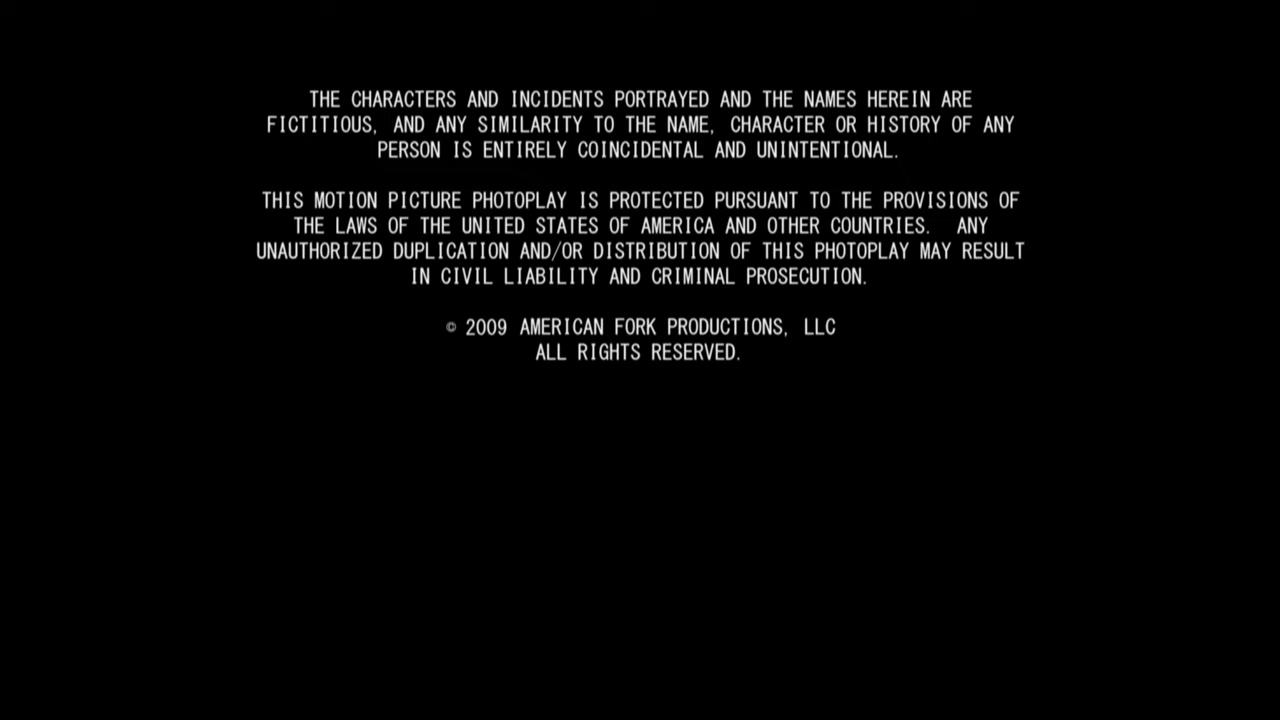 THE CHARACTERS AND INCIDENTS PORTRAYED AND THE NAMES HEREIN ARE
FICTITIOUS, AND ANY SIMILARITY TO THE NAME, CHARACTER OR HISTORY OF ANY
PERSON IS ENTIRELY COINCIDENTAL AND UNINTENTIONAL.
THIS MOTION PICTURE PHOTOPLAY IS PROTECTED PURSUANT TO THE PROVISIONS OF
THE LAWS OF THE UNITED STATES OF AMERICA AND OTHER COUNTRIES.  ANY
UNAUTHORIZED DUPLICATION AND/OR DISTRIBUTION OF THIS PHOTOPLAY MAY RESULT
IN CIVIL LIABILITY AND CRIMINAL PROSECUTION.
© 2009 AMERICAN FORK PRODUCTIONS, LLC
ALL RIGHTS RESERVED.